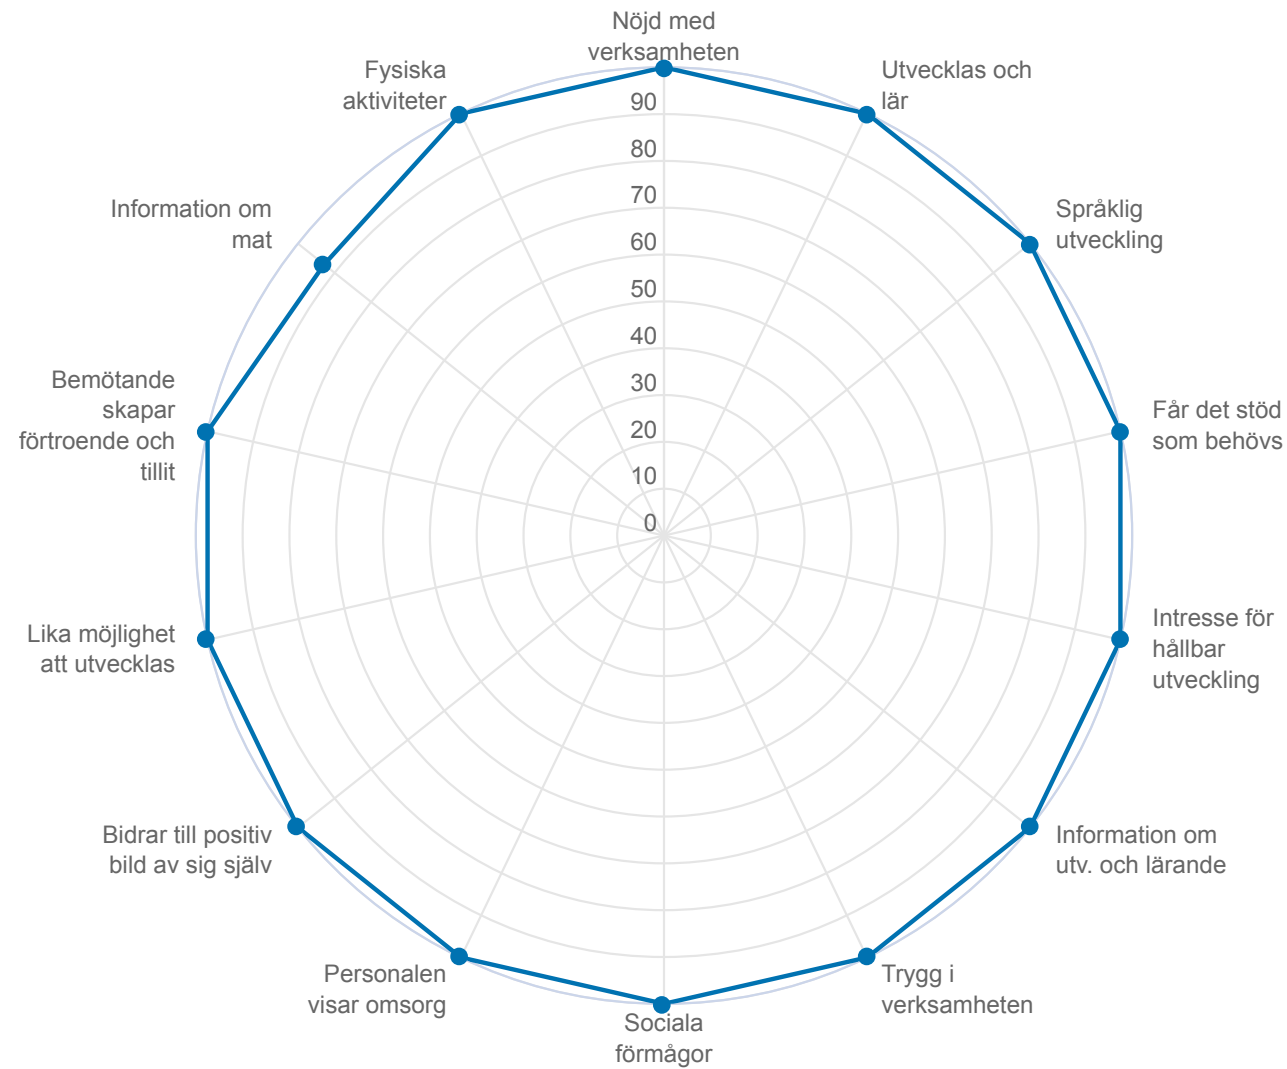 Nöjd med
verksamheten
Utvecklas och
lär
Språklig
utveckling
Får det stöd
som behövs
Intresse för
hållbar
utveckling
Information om
utv. och lärande
Trygg i
verksamheten
Sociala
förmågor
Personalen
visar omsorg
Bidrar till positiv
bild av sig själv
Lika möjlighet
att utvecklas
Bemötande
skapar
förtroende och
tillit
Information om
mat
Fysiska
aktiviteter
90
80
70
60
50
40
30
20
10
0